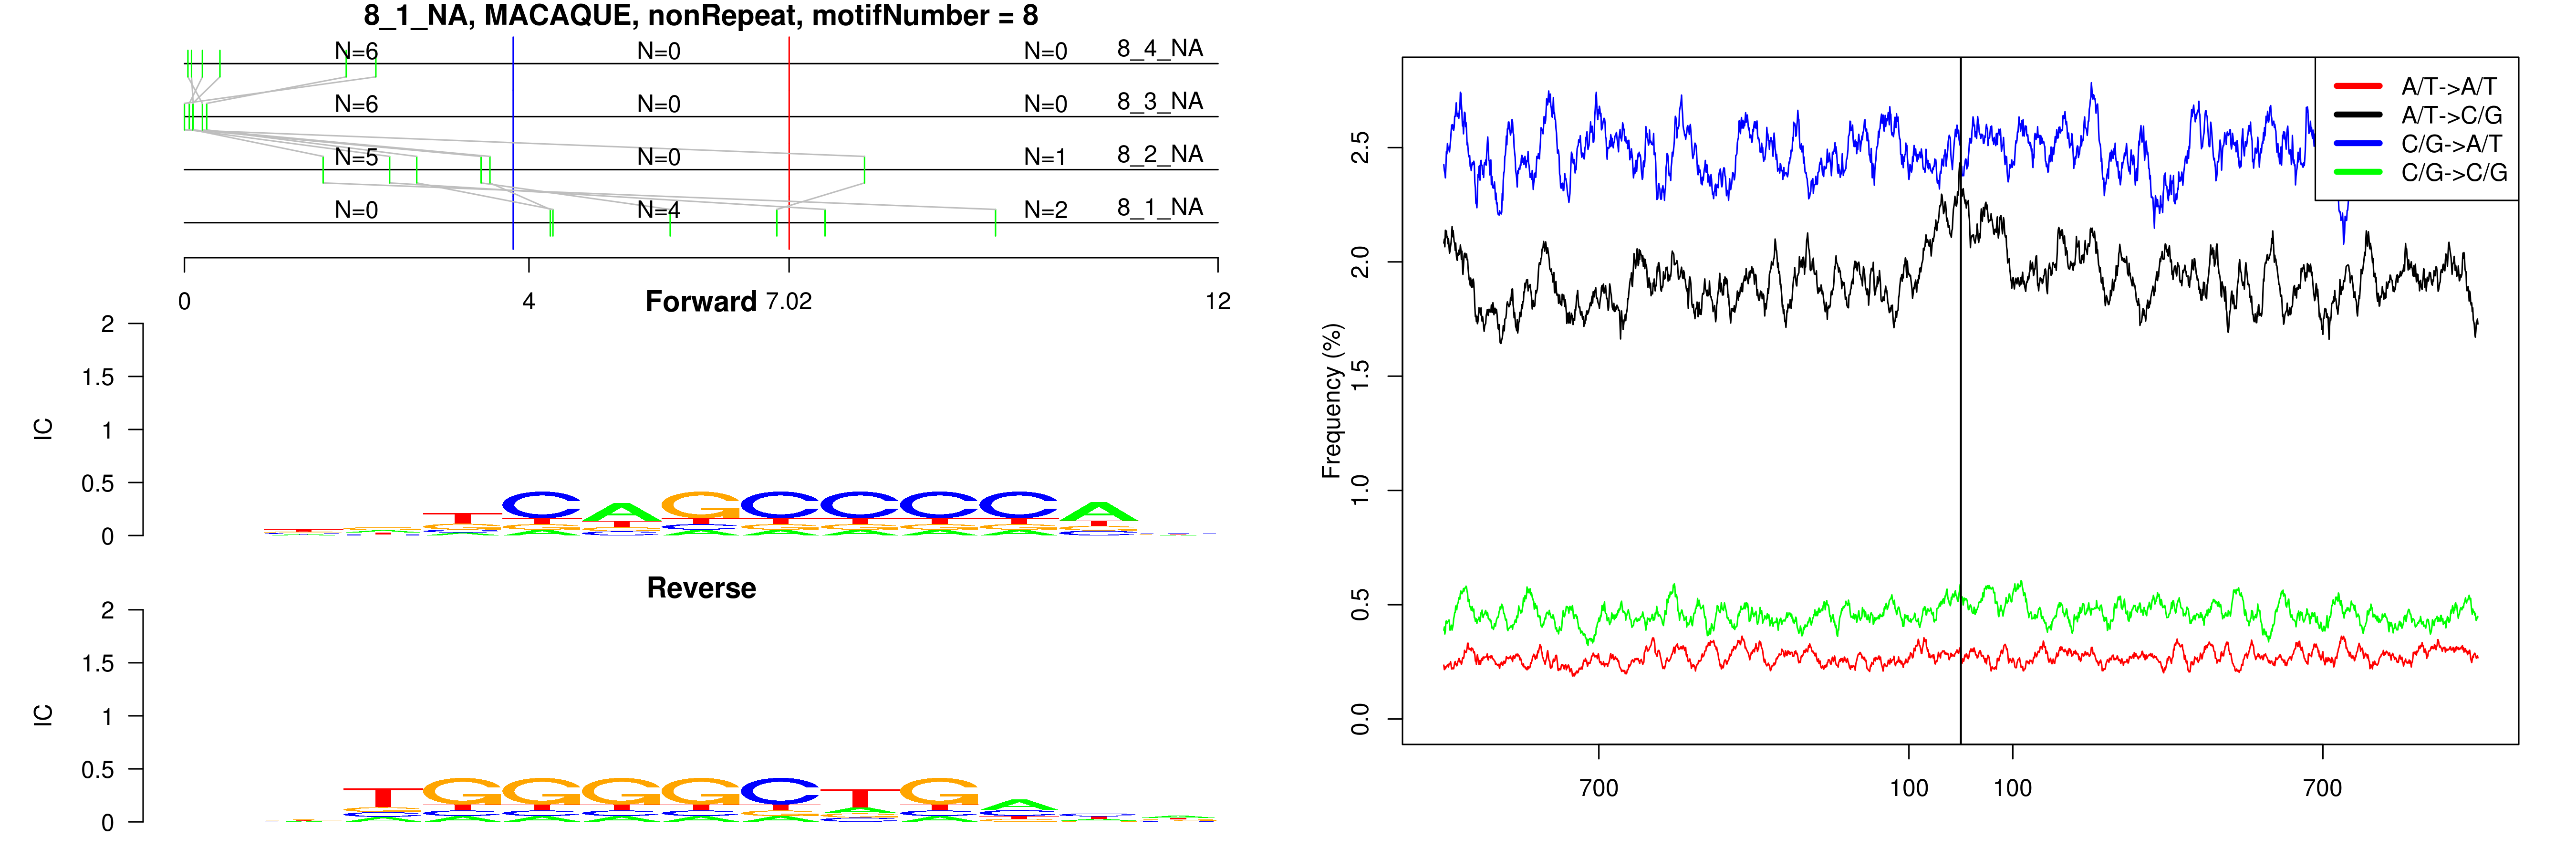 8_1_NA, MACAQUE, nonRepeat, motifNumber = 8
N=6 N=0 N=0 8_4_NA
N=6 N=0 N=0 8_3_NA
N=5 N=0 N=1 8_2_NA
N=0 N=4 N=2 8_1_NA
0 4 7.02 12
Forward
2
1.5
1
0.5
0
IC
T C A G C C C C A
Reverse
2
1.5
1
0.5
0
IC
T G G G G C T G A
Frequency (%)
2.5
2.0
1.5
1.0
0.5
0.0
700 100 100 700
A/T->A/T
A/T->C/G
C/G->A/T
C/G->C/G